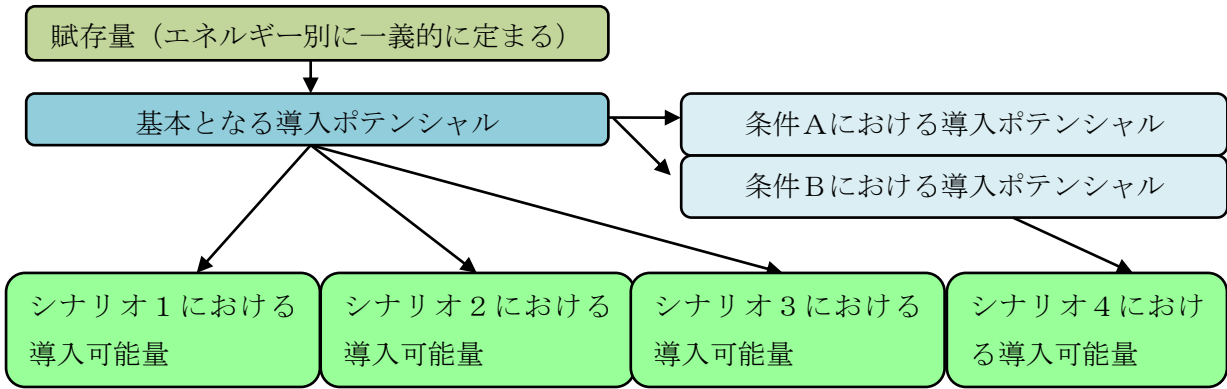 賦存量（エネルギー別に一義的に定まる）
基本となる導入ポテンシャル
条件Ａにおける導入ポテンシャル
条件Ｂにおける導入ポテンシャル
シナリオ１における
導入可能量
シナリオ２における
導入可能量
シナリオ３における
導入可能量
シナリオ４におけ
る導入可能量